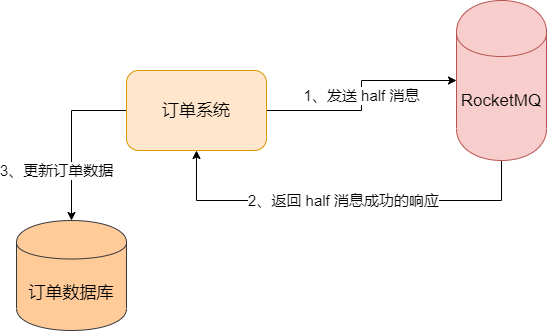 1、发送 half 消息
RocketMQ
订单系统
3、更新订单数据
2、返回 half 消息成功的响应
订单数据库